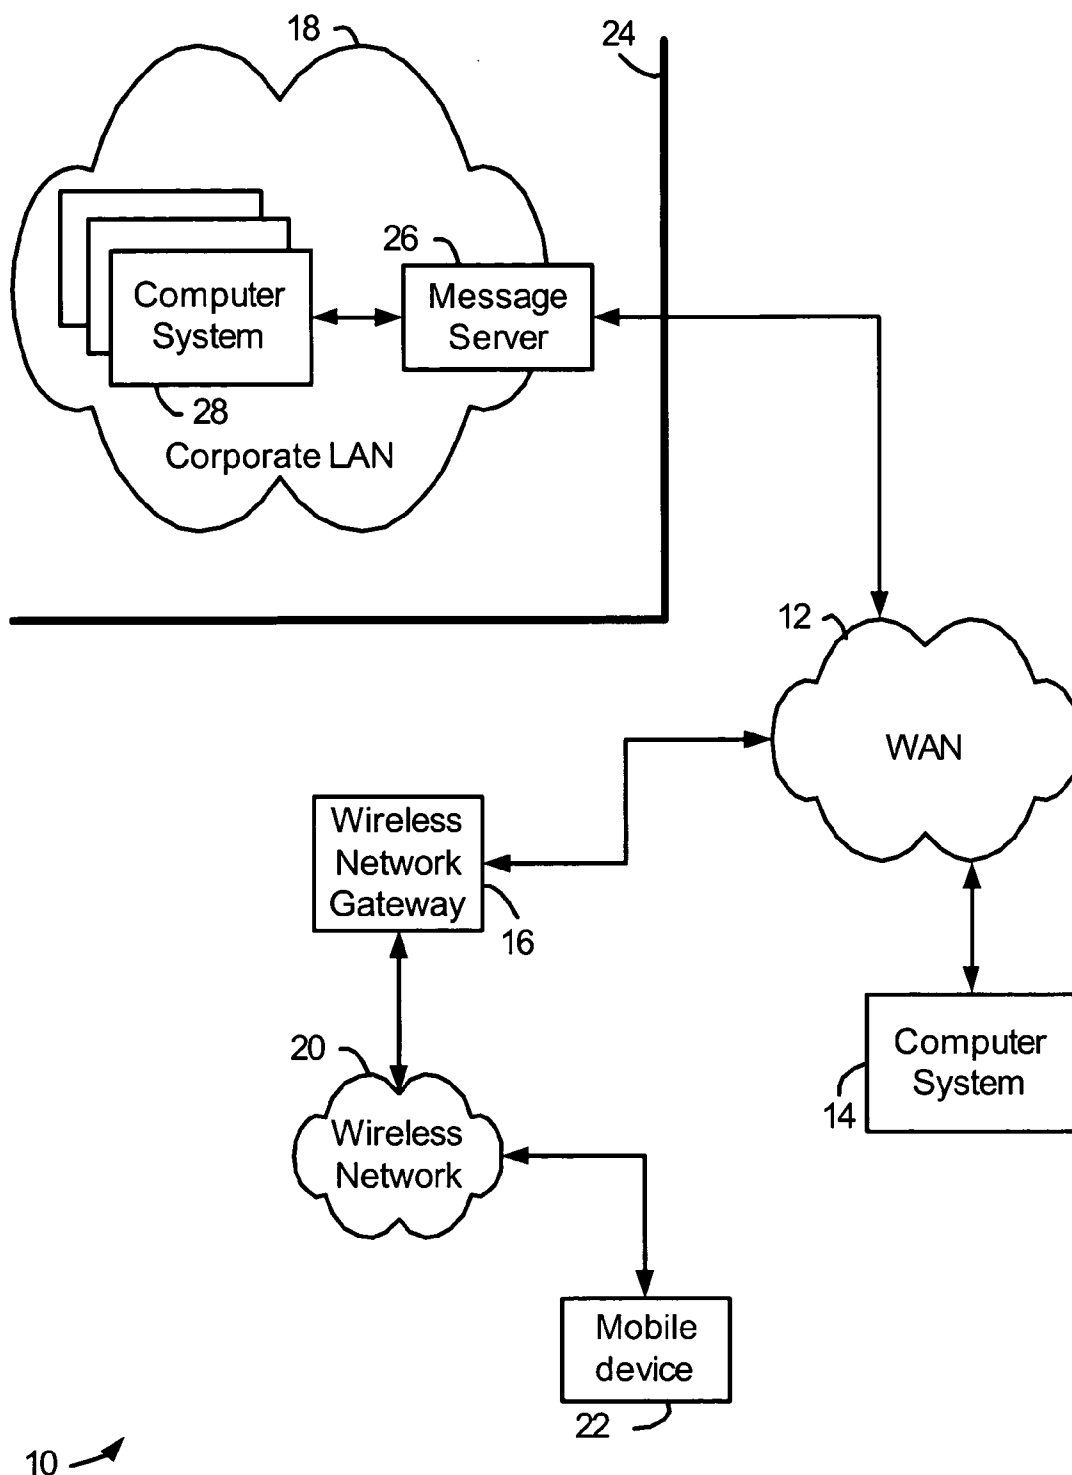 18
24
26
Computer
System
Message
Server
28
Corporate LAN
12
WAN
Wireless
Network
Gateway
16
20
Computer
System
14
Wireless
Network
Mobile
device
22
10